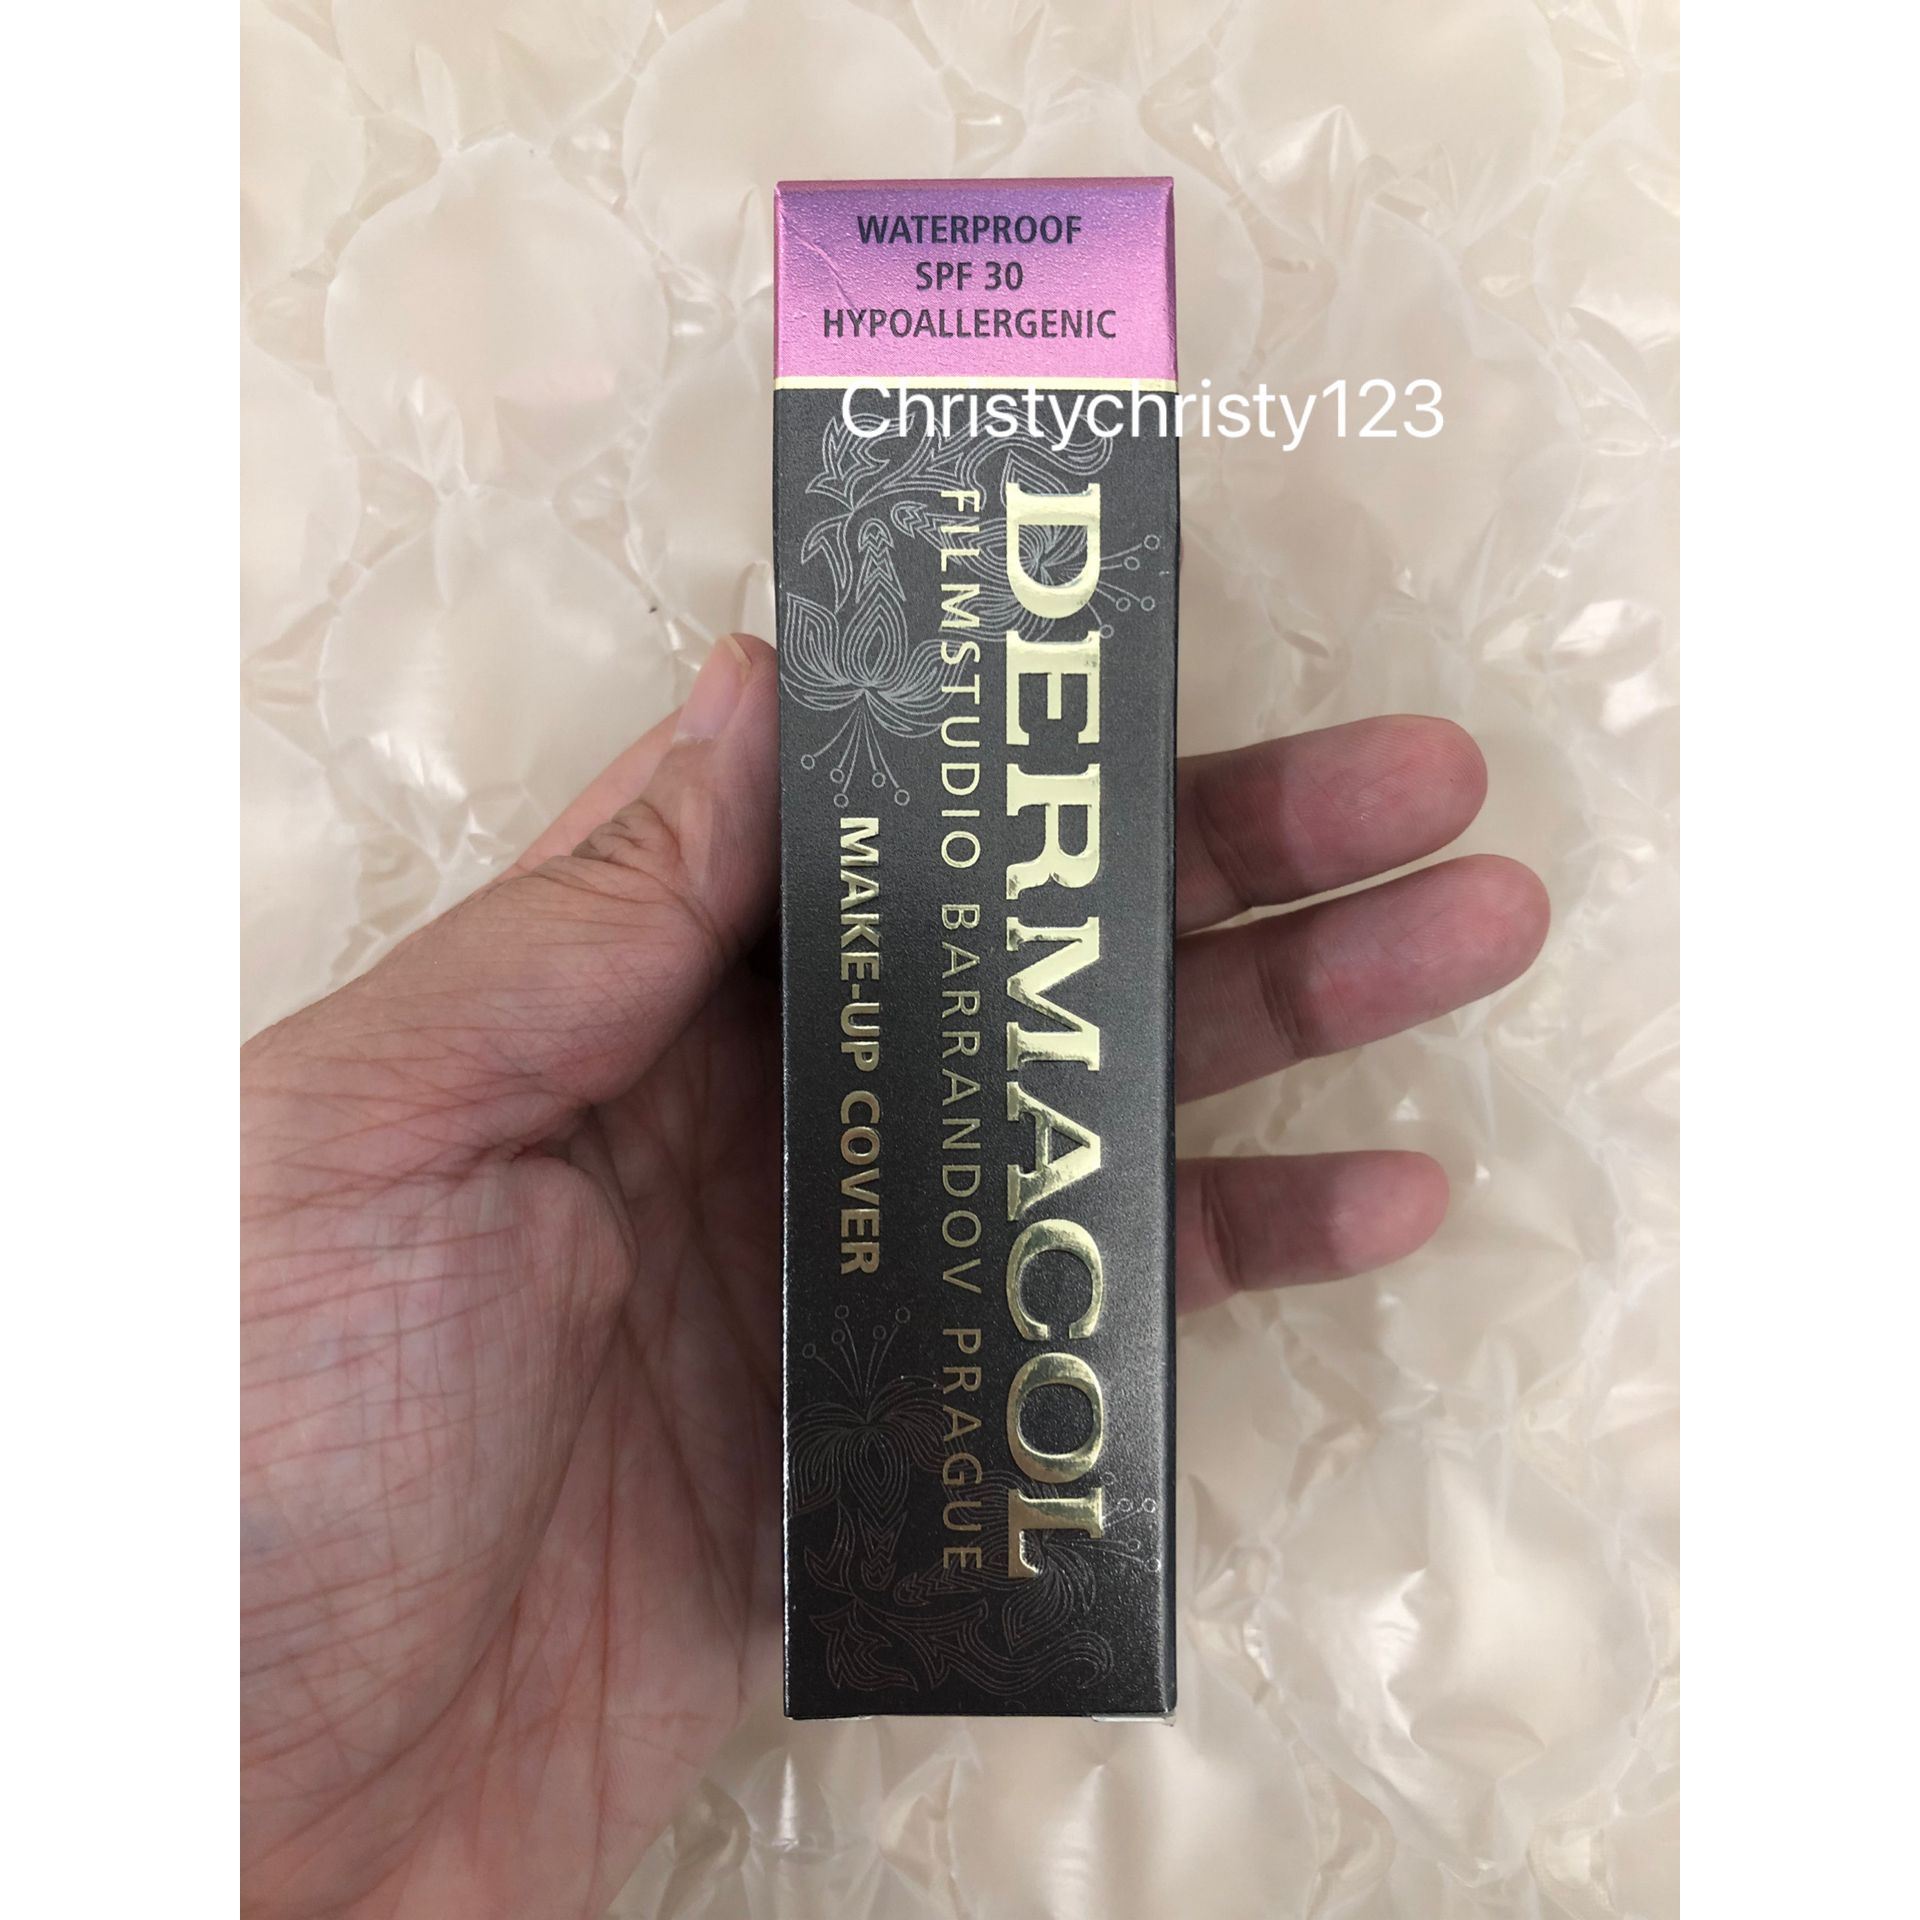 WATERPROOF
SPF 30
HYPOALLERGENIC
Christychristy123
DERMACOL
FILMSTUDIO BARRANDOV PRAGUE
MAKE-UP COVER